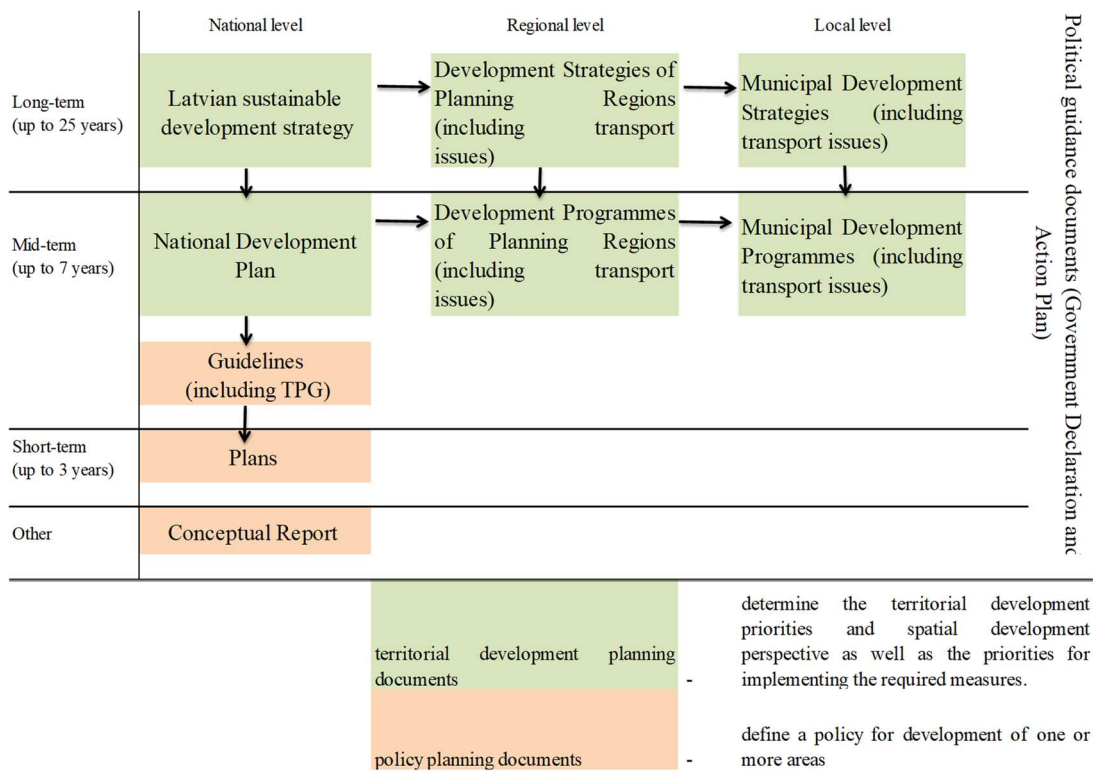 National level
Regional level
Local level
Long-term
(up to 25 years)
Latvian sustainable
development strategy
Development Strategies of
Planning Regions
(including transport
issues)
Municipal Development
Strategies (including
transport issues)
Mid-term
(up to 7 years)
National Development
Plan
Development Programmes
of Planning Regions
(including transport
issues)
Municipal Development
Programmes (including
transport issues)
Guidelines
(including TPG)
Short-term
(up to 3 years)
Plans
Other
Conceptual Report
Political guidance documents (Government Declaration and
Action Plan)
territorial development planning
documents
-
determine the territorial development
priorities and spatial development
perspective as well as the priorities for
implementing the required measures.
policy planning documents
-
define a policy for development of one or
more areas